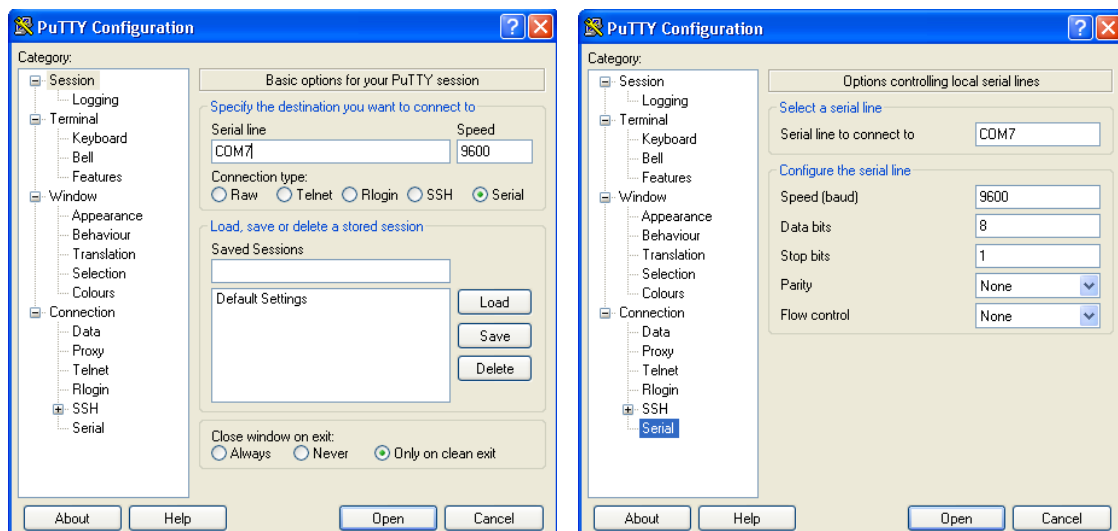 PuTTY Configuration
Category:
Session
Logging
Terminal
Keyboard
Bell
Features
Window
Appearance
Behaviour
Translation
Selection
Colours
Connection
Data
Proxy
Telnet
Rlogin
SSH
Serial
Basic options for your PuTTY session
Specify the destination you want to connect to
Serial line Speed
COM7 9600
Connection type:
Raw Telnet Rlogin SSH Serial
Load, save or delete a stored session
Saved Sessions
Default Settings
Load
Save
Delete
Close window on exit:
Always Never Only on clean exit
About Help Open Cancel
PuTTY Configuration
Category:
Session
Logging
Terminal
Keyboard
Bell
Features
Window
Appearance
Behaviour
Translation
Selection
Colours
Connection
Data
Proxy
Telnet
Rlogin
SSH
Serial
Options controlling local serial lines
Select a serial line
Serial line to connect to COM7
Configure the serial line
Speed (baud) 9600
Data bits 8
Stop bits 1
Parity None
Flow control None
About Help Open Cancel